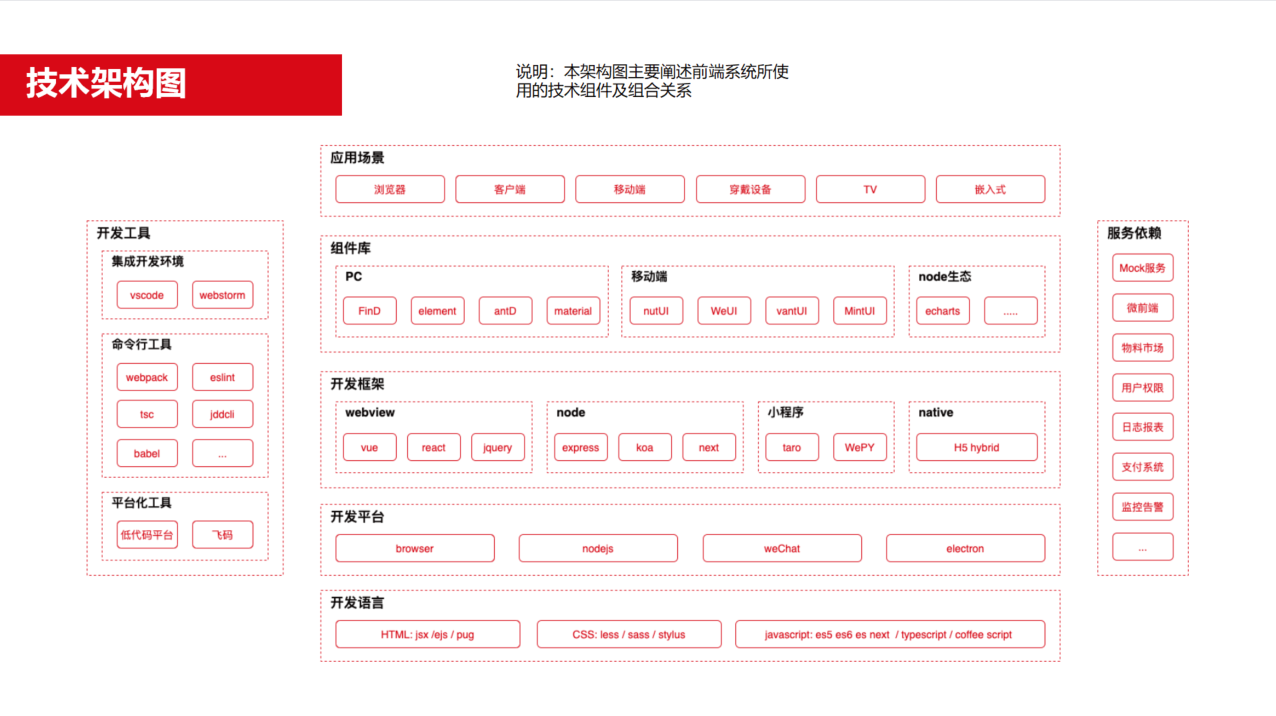 技术架构图
说明：本架构图主要阐述前端系统所使
用的技术组件及组合关系
应用场景
浏览器
客户端
移动端
穿戴设备
TV
嵌入式
开发工具
集成开发环境
vscode
webstorm
命令行工具
webpack
eslint
tsc
jddcli
babel
...
平台化工具
低代码平台
飞码
组件库
PC
FinD
element
antD
material
移动端
nutUI
WeUI
vantUI
MintUI
node生态
echarts
.....
开发框架
webview
vue
react
jquery
node
express
koa
next
小程序
taro
WePY
native
H5 hybrid
开发平台
browser
nodejs
weChat
electron
开发语言
HTML: jsx /ejs / pug
CSS: less / sass / stylus
javascript: es5 es6 es next / typescript / coffee script
服务依赖
Mock服务
微前端
物料市场
用户权限
日志报表
支付系统
监控告警
...